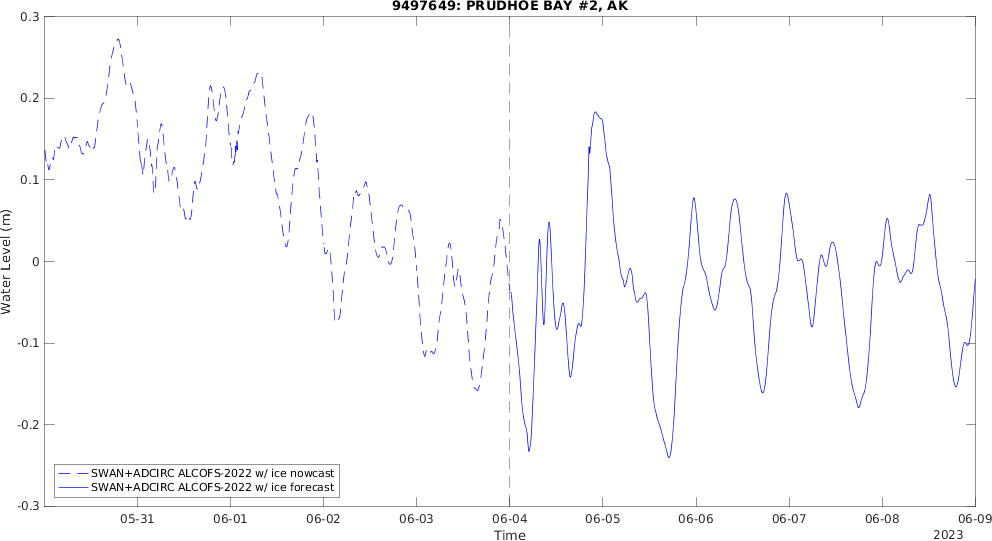 9497649: PRUDHOE BAY #2, AK
0.3
0.2
0.1
0
-0.1
-0.2
-0.3
Water Level (m)
SWAN+ADCIRC ALCOFS-2022 w/ ice nowcast
SWAN+ADCIRC ALCOFS-2022 w/ ice forecast
05-31 06-01 06-02 06-03 06-04 06-05 06-06 06-07 06-08 06-09
Time
2023